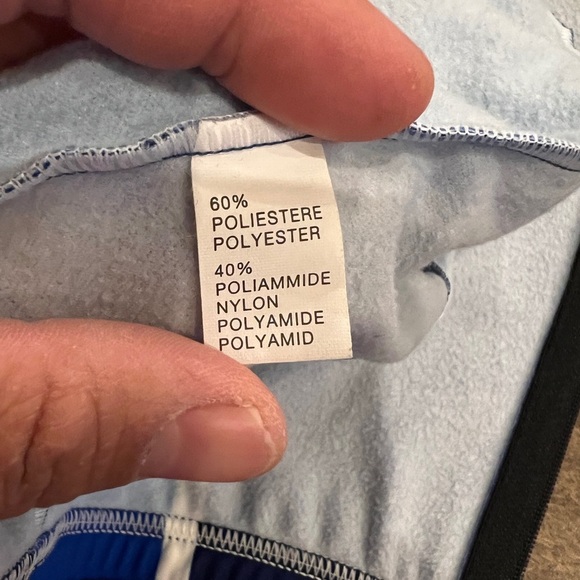 60%
POLIESTERE
POLYESTER
40%
POLIAMMIDE
NYLON
POLYAMIDE
POLYAMID